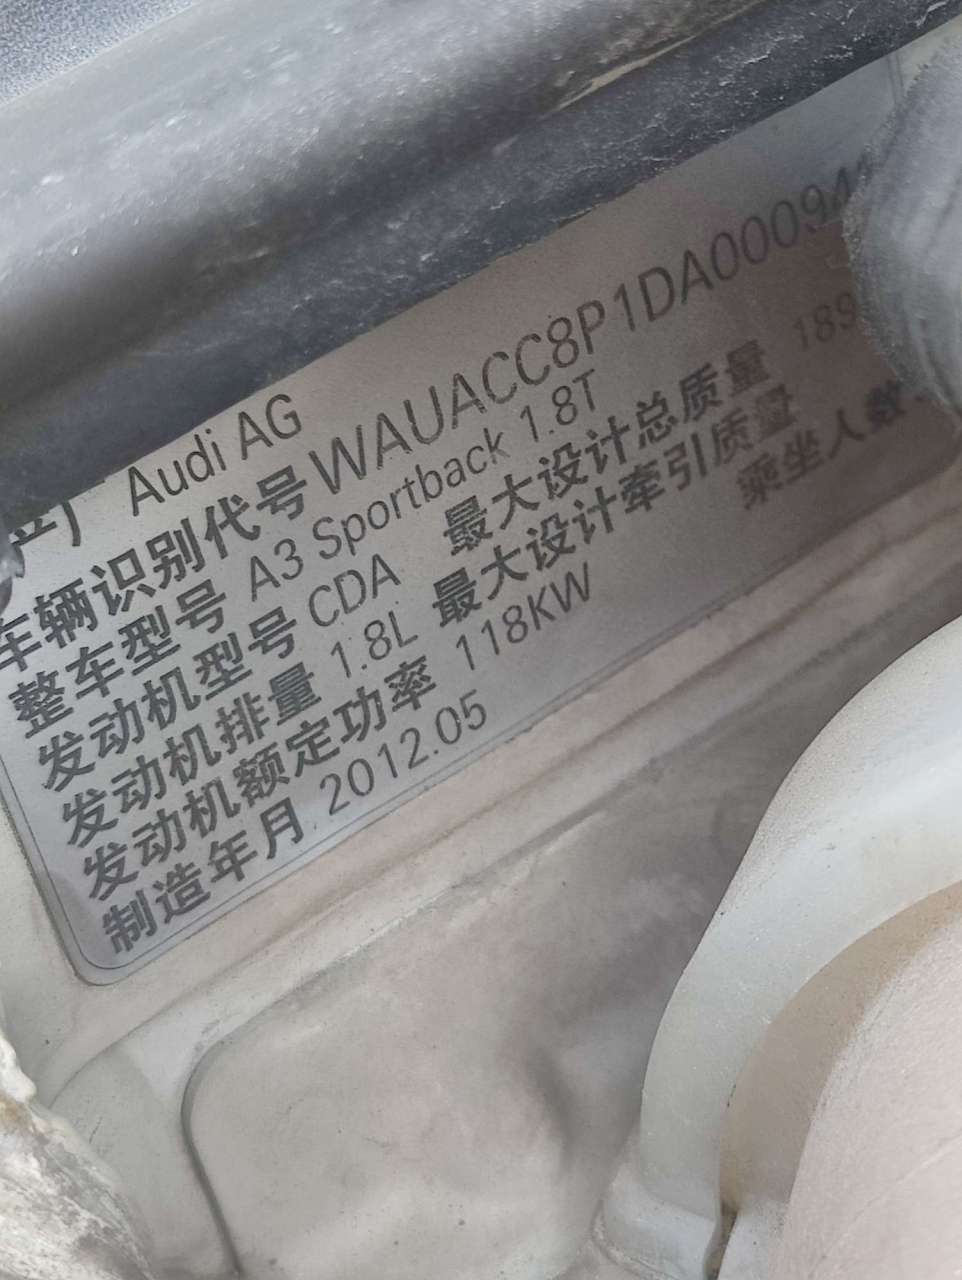 Audi AG
车辆识别代号 WAUACC8P1DA00094
整车型号 A3 Sportback 1.8T
发动机型号 CDA 最大设计总质量 189
发动机排量 1.8L 最大设计牵引质量
发动机额定功率 118KW 乘坐人数
制造年月 2012.05